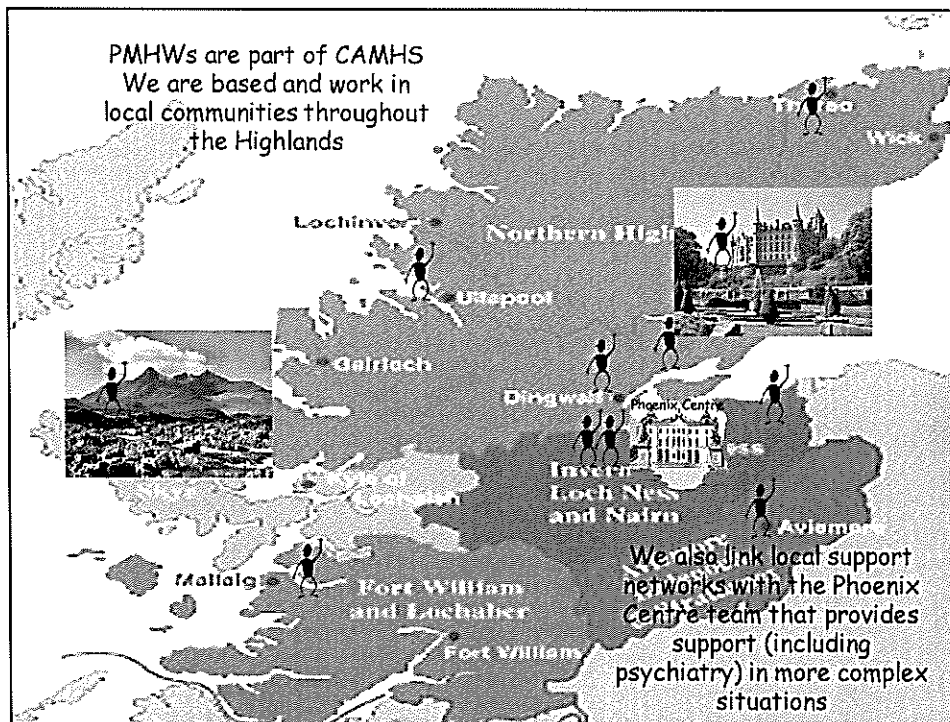 PMHWs are part of CAMHS
We are based and work in
local communities throughout
the Highlands
Wick
Lochinver
Northern High
Ullapool
Gairloch
Dingwall
Phoenix Centre
ess
Invern
Loch Ness
and Nairn
Kyle of
Aviemore
Mallaig
Fort William
and Lochaber
Fort William
We also link local support
networks with the Phoenix
Centre team that provides
support (including
psychiatry) in more complex
situations